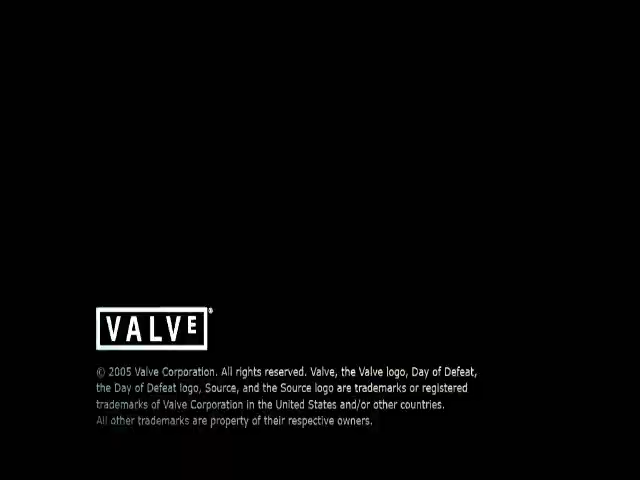 VALVE®
© 2005 Valve Corporation. All rights reserved. Valve, the Valve logo, Day of Defeat,
the Day of Defeat logo, Source, and the Source logo are trademarks or registered
trademarks of Valve Corporation in the United States and/or other countries.
All other trademarks are property of their respective owners.